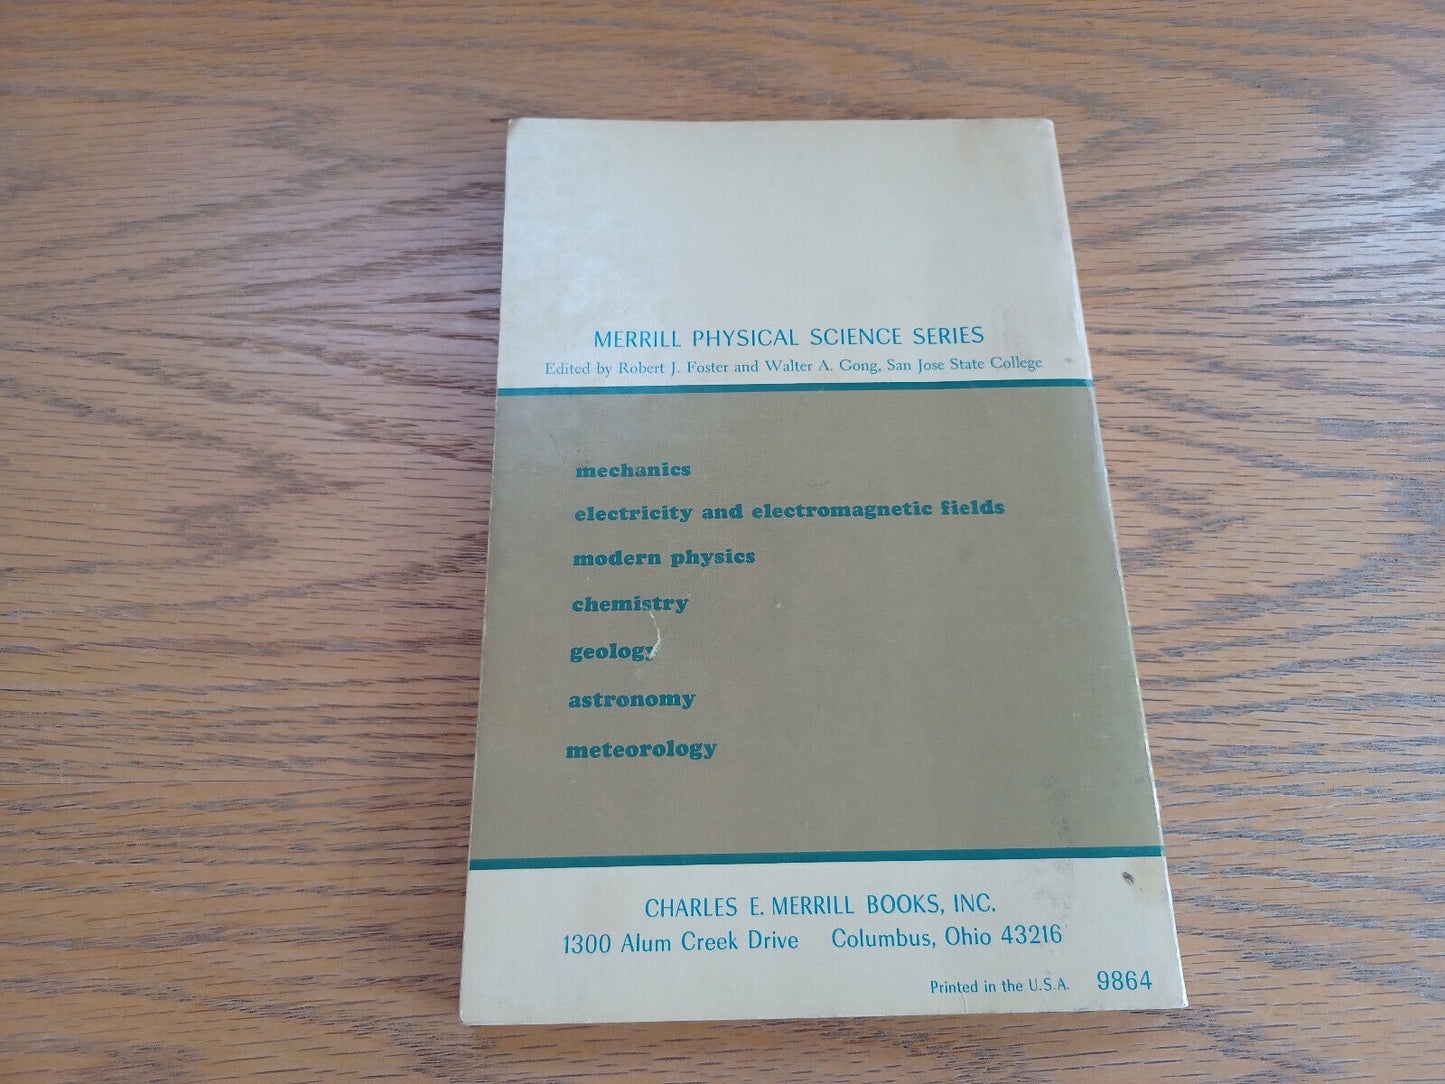 MERRILL PHYSICAL SCIENCE SERIES
Edited by Robert J. Foster and Walter A. Gong, San Jose State College
mechanics
electricity and electromagnetic fields
modern physics
chemistry
geology
astronomy
meteorology
CHARLES E. MERRILL BOOKS, INC.
1300 Alum Creek Drive Columbus, Ohio 43216
Printed in the U.S.A. 9864